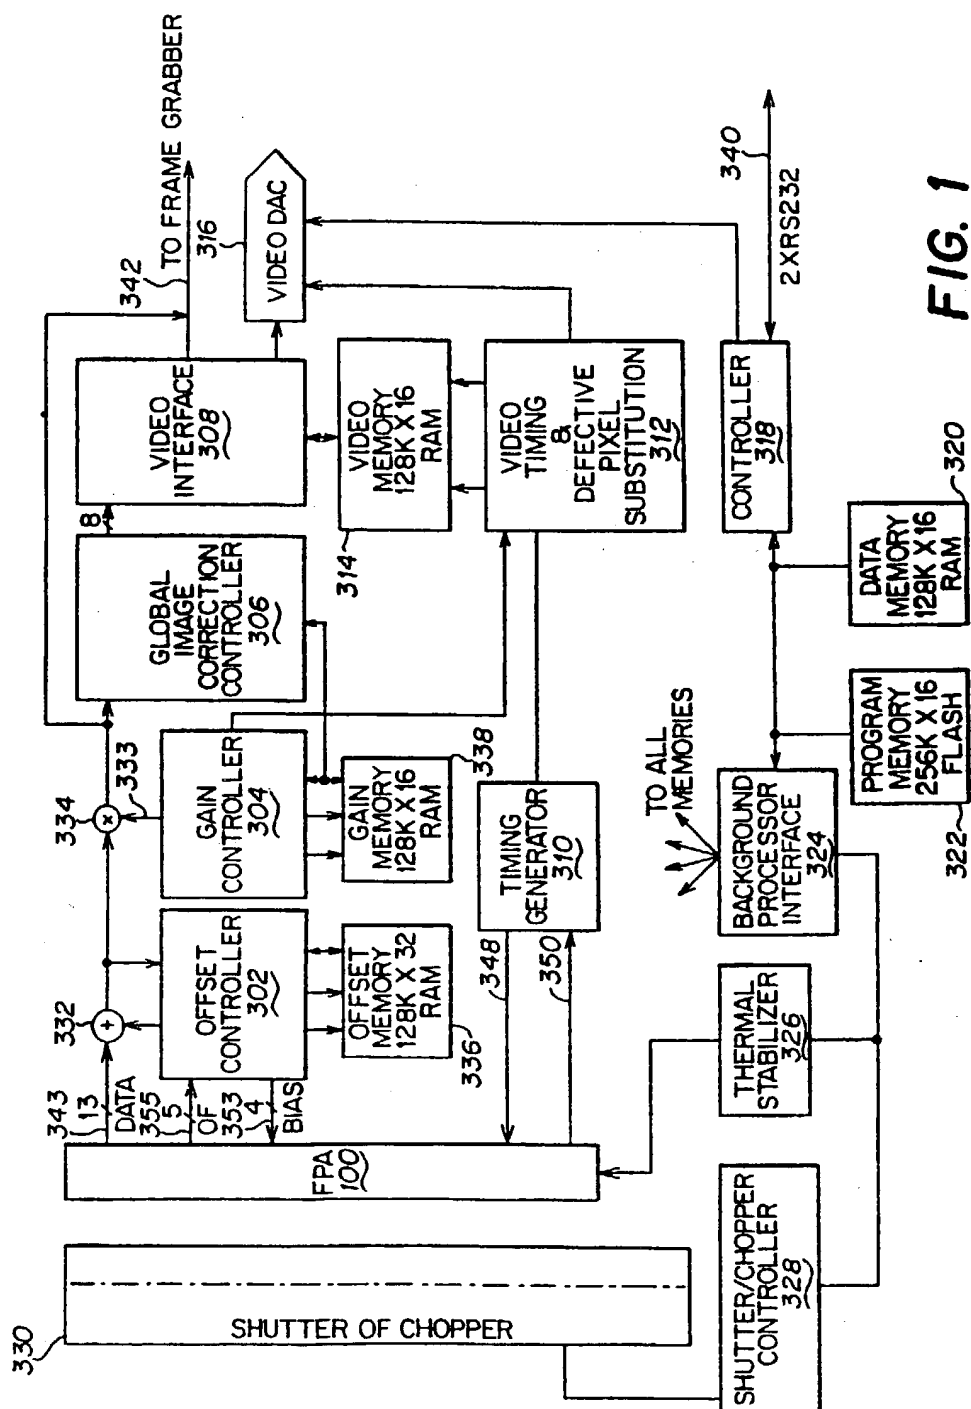 330
SHUTTER OF CHOPPER
SHUTTER/CHOPPER
CONTROLLER
328
FPA
100
343
13
DATA
355
5
OF
353
4
BIAS
332
+
OFFSET
CONTROLLER
302
OFFSET
MEMORY
128K X 32
RAM
336
348
350
THERMAL
STABILIZER
326
334
×
333
GAIN
CONTROLLER
304
GAIN
MEMORY
128K X 16
RAM
338
TIMING
GENERATOR
310
TO ALL
MEMORIES
BACKGROUND
PROCESSOR
INTERFACE
324
PROGRAM
MEMORY
256K X 16
FLASH
322
GLOBAL
IMAGE
CORRECTION
CONTROLLER
306
8
VIDEO
INTERFACE
308
VIDEO
MEMORY
128K X 16
RAM
314
VIDEO
TIMING
&
DEFECTIVE
PIXEL
SUBSTITUTION
312
CONTROLLER
318
DATA
MEMORY
128K X 16
RAM
320
342
TO FRAME GRABBER
316
VIDEO DAC
340
2XRS232
FIG. 1